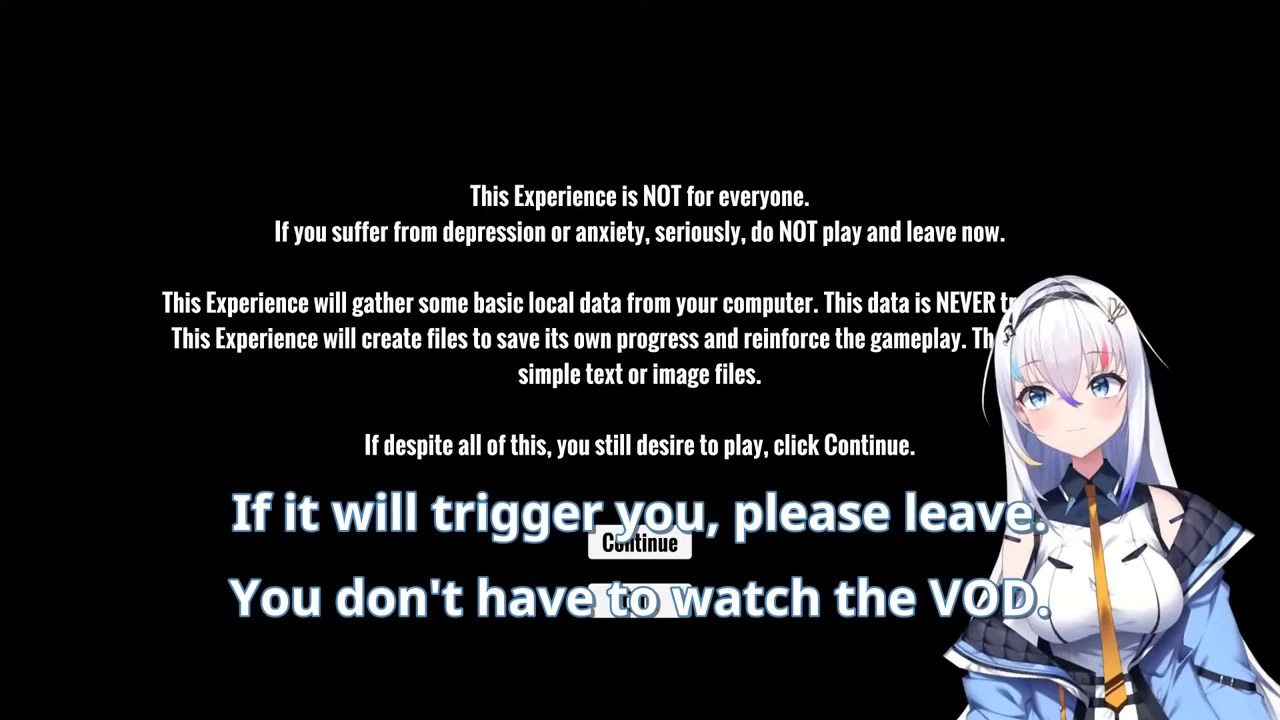 This Experience is NOT for everyone.
If you suffer from depression or anxiety, seriously, do NOT play and leave now.
This Experience will gather some basic local data from your computer. This data is NEVER
This Experience will create files to save its own progress and reinforce the gameplay.
simple text or image files.
If despite all of this, you still desire to play, click Continue.
If it will trigger you, please leave.
Continue
You don't have to watch the VOD.